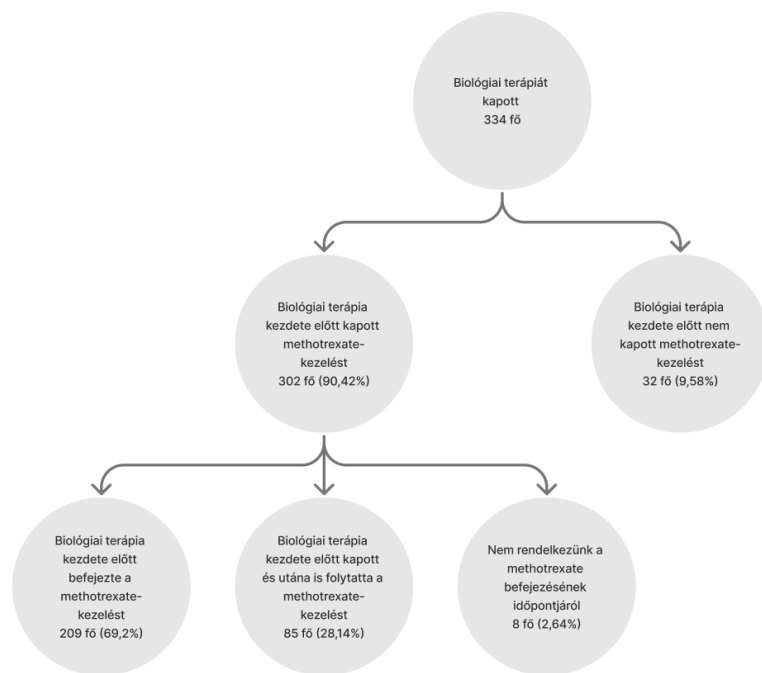 Biológiai terápiát
kapott
334 fő
Biológiai terápia
kezdete előtt kapott
methotrexate-
kezelést
302 fő (90,42%)
Biológiai terápia
kezdete előtt nem
kapott methotrexate-
kezelést
32 fő (9,58%)
Biológiai terápia
kezdete előtt
befejezte a
methotrexate-
kezelést
209 fő (69,2%)
Biológiai terápia
kezdete előtt kapott
és utána is folytatta a
methotrexate-
kezelést
85 fő (28,14%)
Nem rendelkezünk a
methotrexate
befejezésének
időpontjáról
8 fő (2,64%)